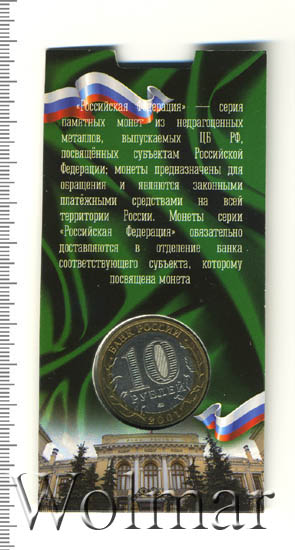 «Российская Федерация» — серия
памятных монет из недрагоценных
металлов, выпускаемых ЦБ РФ,
посвящённых субъектам Российской
Федерации; монеты предназначены для
обращения и являются законными
платёжными средствами на всей
территории России. Монеты серии
«Российская Федерация» обязательно
доставляются в отделение банка
соответствующего субъекта, которому
посвящена монета
БАНК РОССИИ
10
РУБЛЕЙ
2007
Wolmar